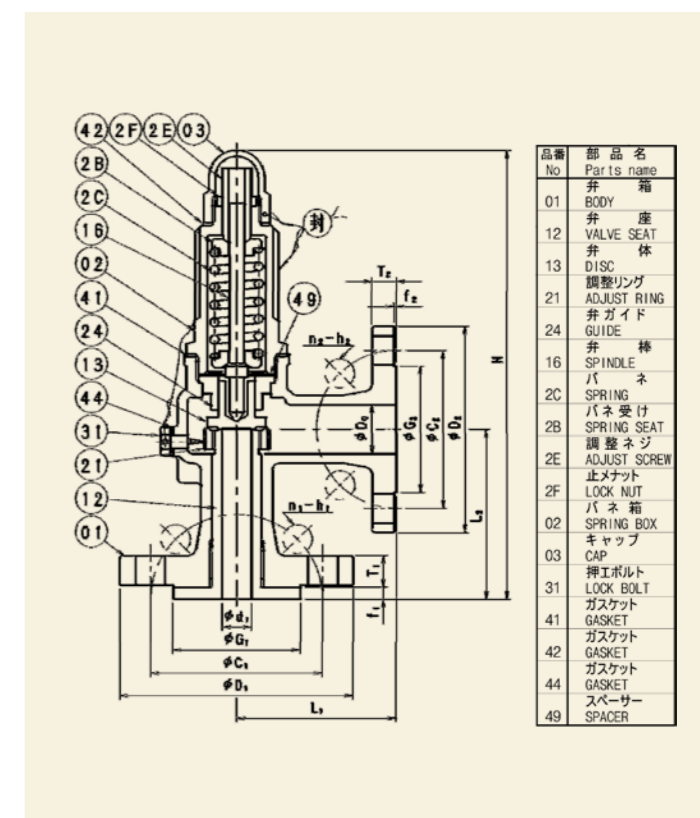 42 2F 2E 03
2B
2C
16
02
41
24
13
44
31
21
12
01
封
49
T₂
f₂
n₂-h₂
H
φD₀
φG₂
φC₂
φD₂
L₂
n₁-h₁
T₁
f₁
φd₁
φG₁
φC₁
φD₁
L₁
品番 部品名
No Parts name
弁箱
01 BODY
弁座
12 VALVE SEAT
弁体
13 DISC
調整リング
21 ADJUST RING
弁ガイド
24 GUIDE
弁棒
16 SPINDLE
バネ
2C SPRING
バネ受け
2B SPRING SEAT
調整ネジ
2E ADJUST SCREW
止メナット
2F LOCK NUT
バネ箱
02 SPRING BOX
キャップ
03 CAP
押エボルト
31 LOCK BOLT
ガスケット
41 GASKET
ガスケット
42 GASKET
ガスケット
44 GASKET
スペーサー
49 SPACER